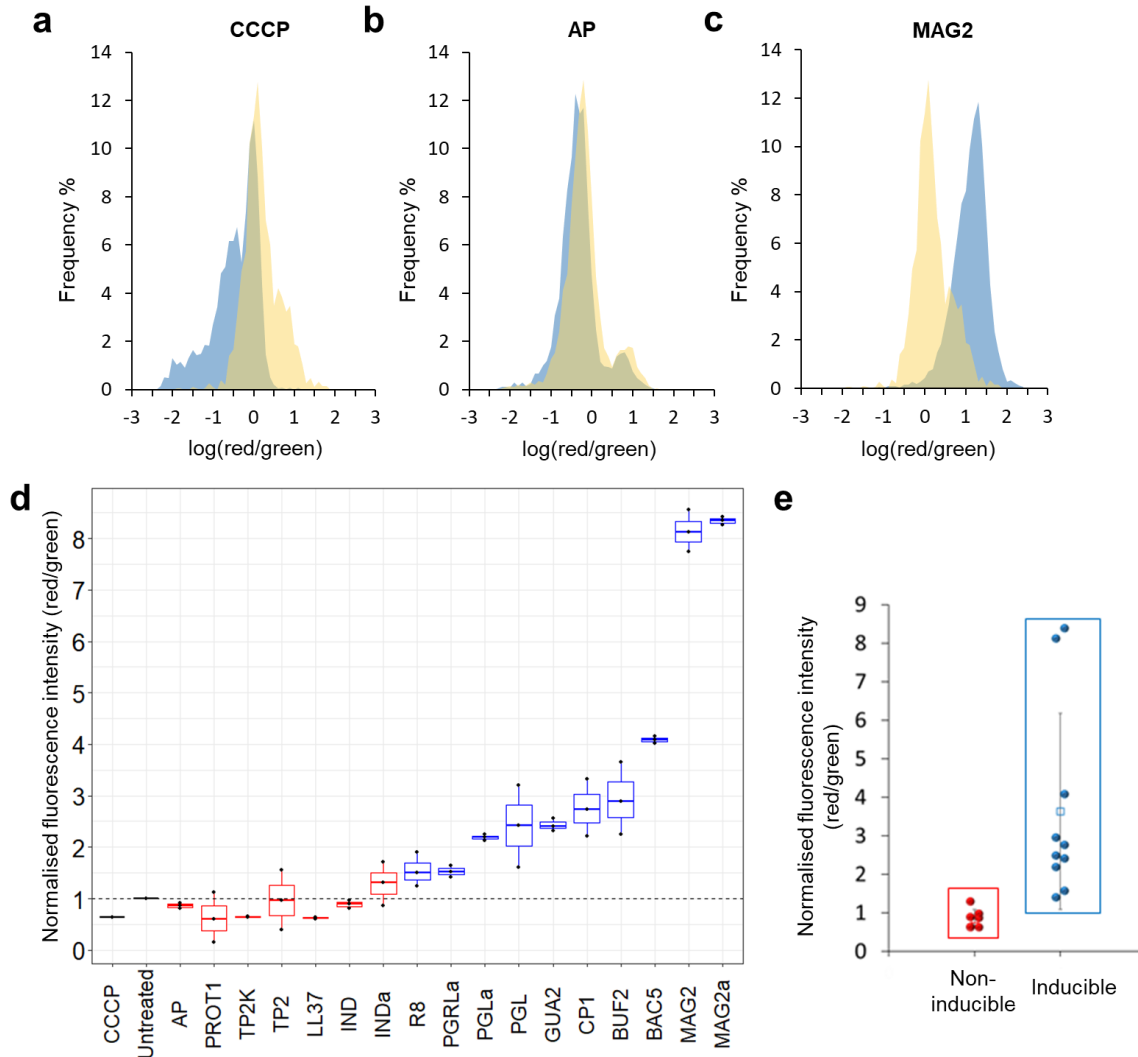 a
CCCP
Frequency %
14
12
10
8
6
4
2
0
-3
-2
-1
0
1
2
3
log(red/green)
b
AP
Frequency %
14
12
10
8
6
4
2
0
-3
-2
-1
0
1
2
3
log(red/green)
c
MAG2
Frequency %
14
12
10
8
6
4
2
0
-3
-2
-1
0
1
2
3
log(red/green)
d
Normalised fluorescence intensity (red/green)
8
7
6
5
4
3
2
1
0
CCCP
Untreated
AP
PROT1
TP2K
TP2
LL37
IND
INDa
R8
PGRLa
PGLa
PGL
GUA2
CP1
BUF2
BAC5
MAG2
MAG2a
e
Normalised fluorescence intensity
(red/green)
9
8
7
6
5
4
3
2
1
0
Non-
inducible
Inducible